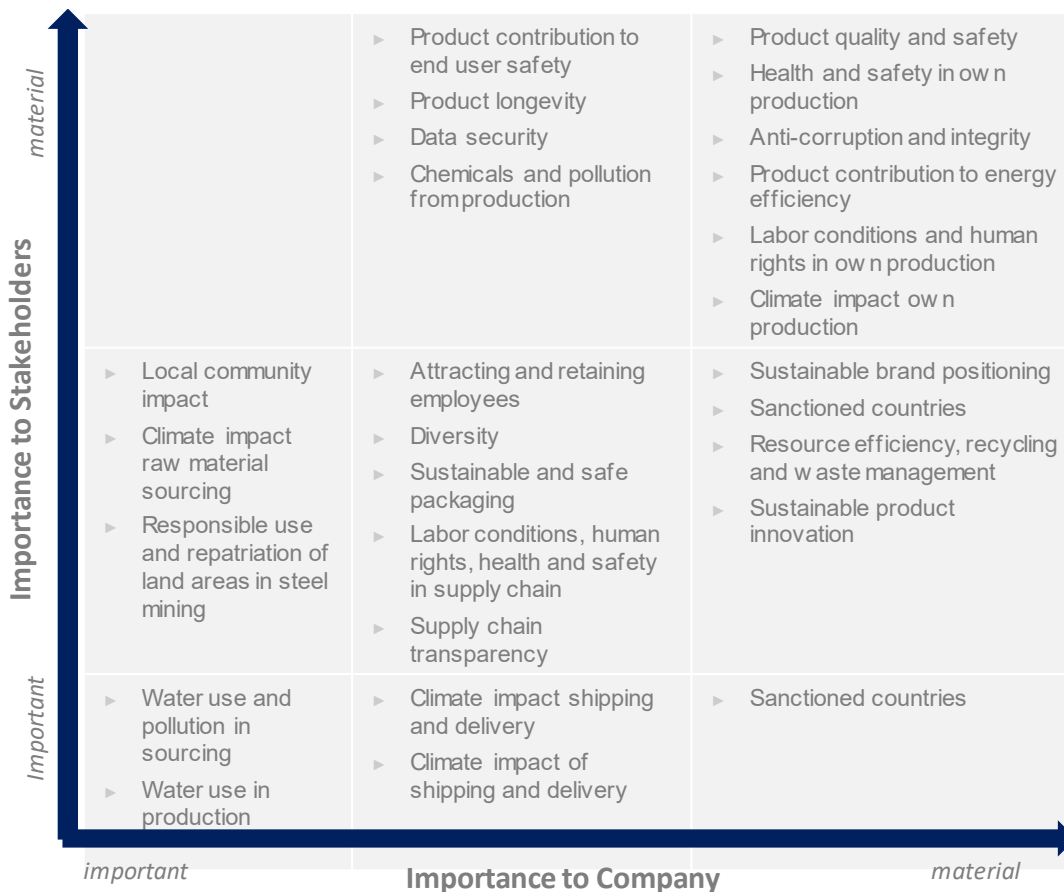 material
Importance to Stakeholders
Important
► Product contribution to
end user safety
► Product longevity
► Data security
► Chemicals and pollution
from production
► Product quality and safety
► Health and safety in own
production
► Anti-corruption and integrity
► Product contribution to energy
efficiency
► Labor conditions and human
rights in own production
► Climate impact own
production
► Local community
impact
► Climate impact
raw material
sourcing
► Responsible use
and repatriation of
land areas in steel
mining
► Attracting and retaining
employees
► Diversity
► Sustainable and safe
packaging
► Labor conditions, human
rights, health and safety
in supply chain
► Supply chain
transparency
► Sustainable brand positioning
► Sanctioned countries
► Resource efficiency, recycling
and waste management
► Sustainable product
innovation
► Water use and
pollution in
sourcing
► Water use in
production
► Climate impact shipping
and delivery
► Climate impact of
shipping and delivery
► Sanctioned countries
important
Importance to Company
material